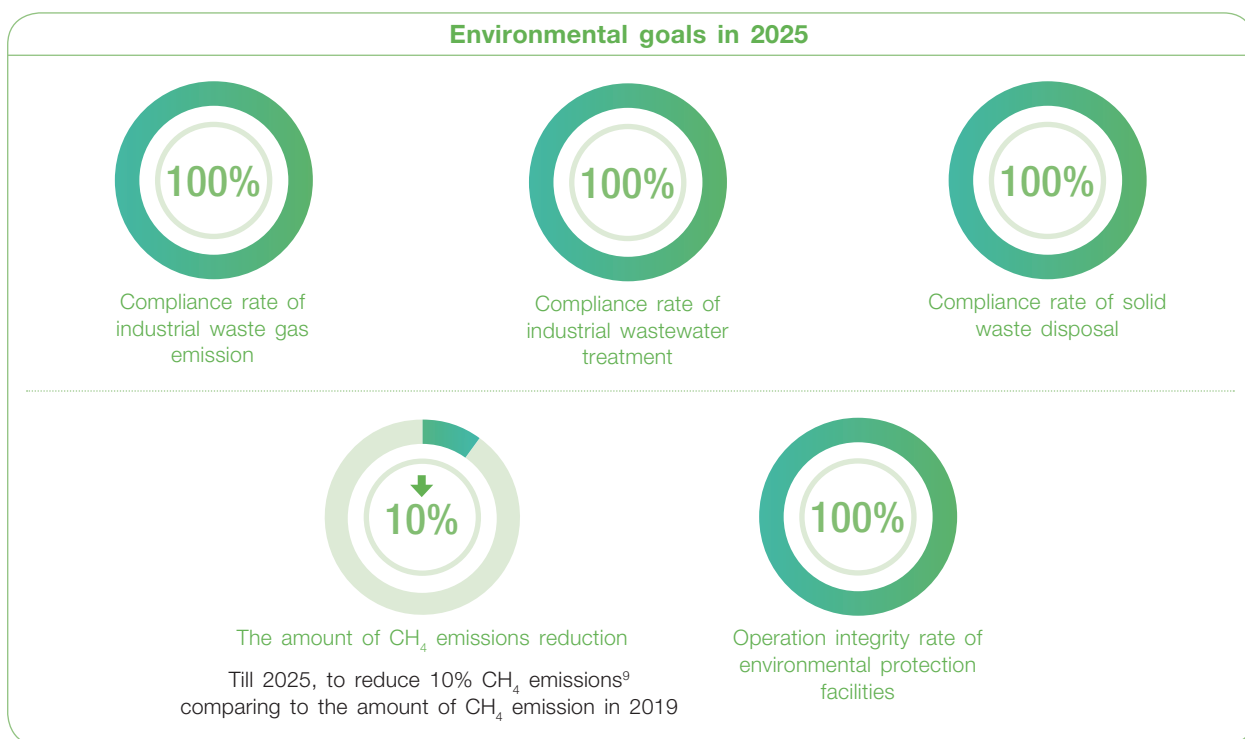 Environmental goals in 2025
100%
100%
100%
Compliance rate of
industrial waste gas
emission
Compliance rate of
industrial wastewater
treatment
Compliance rate of solid
waste disposal
10%
100%
The amount of CH₄ emissions reduction
Till 2025, to reduce 10% CH₄ emissions⁹
comparing to the amount of CH₄ emission in 2019
Operation integrity rate of
environmental protection
facilities